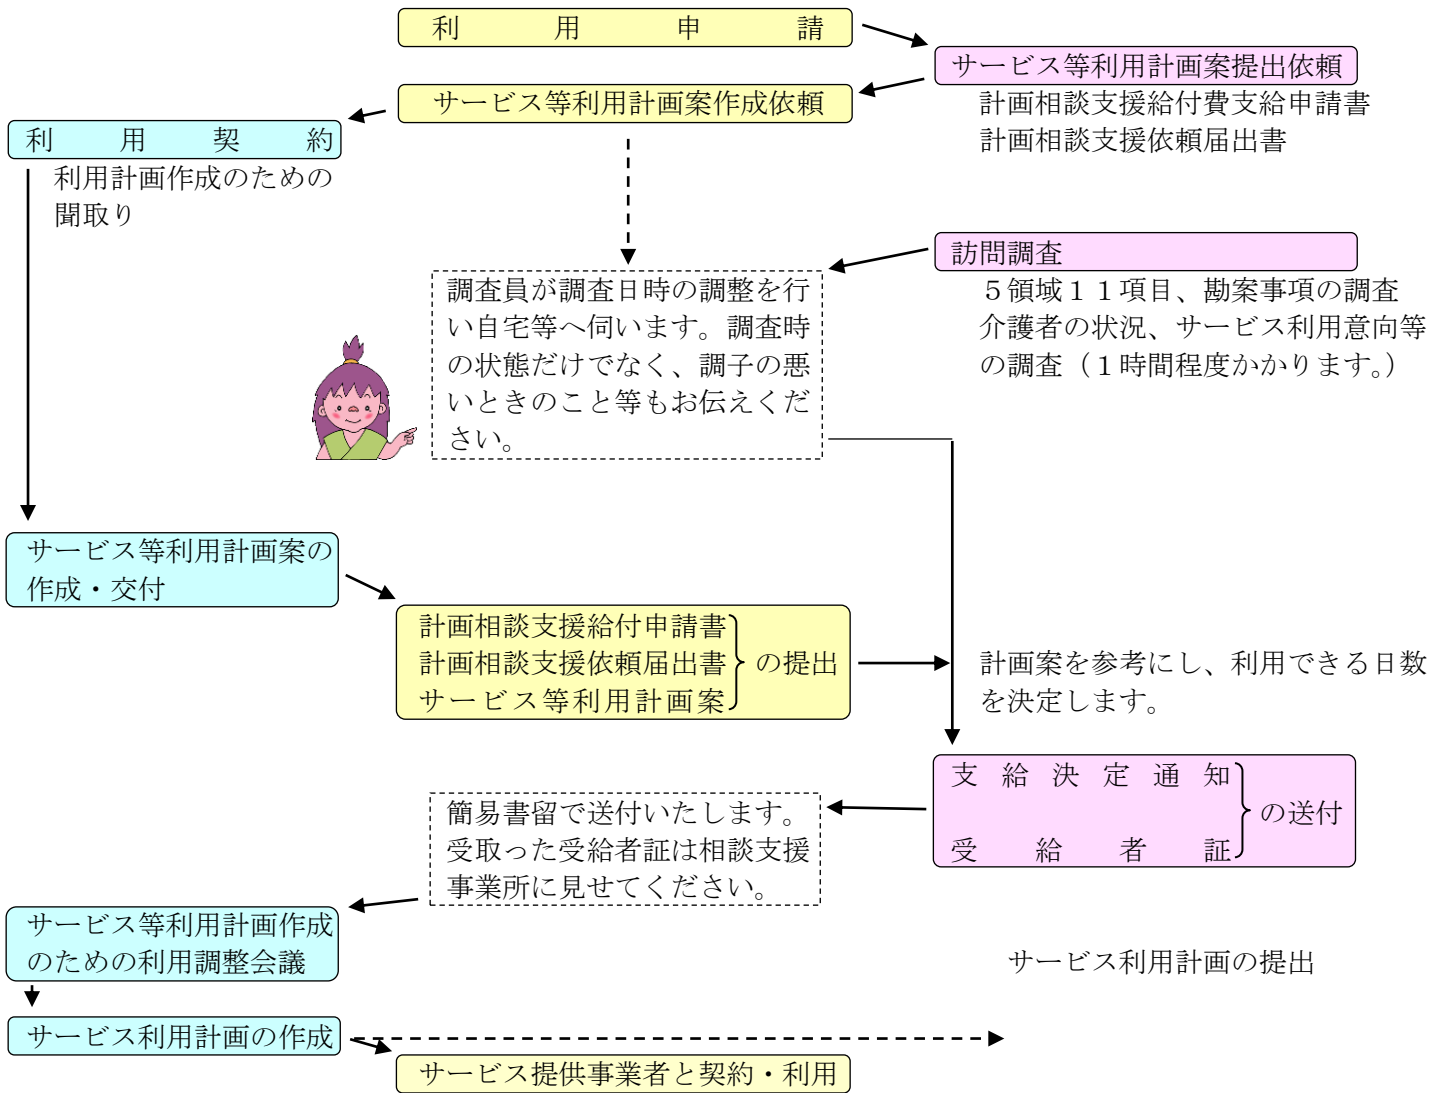 利用申請
サービス等利用計画案提出依頼
計画相談支援給付費支給申請書
計画相談支援依頼届出書
サービス等利用計画案作成依頼
利用契約
利用計画作成のための
聞取り
訪問調査
５領域１１項目、勘案事項の調査
介護者の状況、サービス利用意向等
の調査（１時間程度かかります。）
調査員が調査日時の調整を行
い自宅等へ伺います。調査時
の状態だけでなく、調子の悪
いときのこと等もお伝えくだ
さい。
サービス等利用計画案の
作成・交付
計画相談支援給付申請書
計画相談支援依頼届出書
サービス等利用計画案
の提出
計画案を参考にし、利用できる日数
を決定します。
支給決定通知
受給者証
の送付
簡易書留で送付いたします。
受取った受給者証は相談支援
事業所に見せてください。
サービス等利用計画作成
のための利用調整会議
サービス利用計画の提出
サービス利用計画の作成
サービス提供事業者と契約・利用